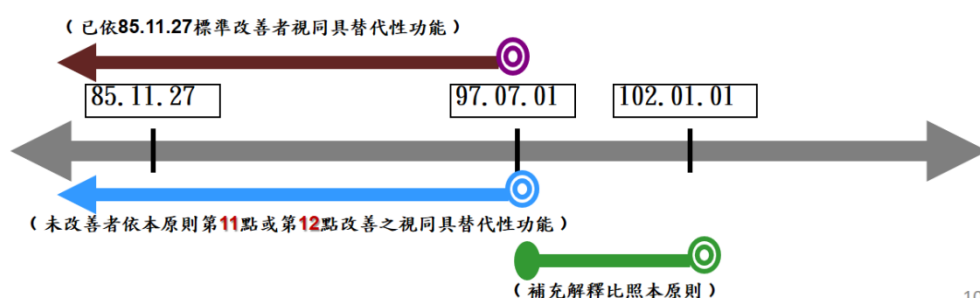 （已依85.11.27標準改善者視同具替代性功能）
85.11.27
97.07.01
102.01.01
（未改善者依本原則第11點或第12點改善之視同具替代性功能）
（補充解釋比照本原則）